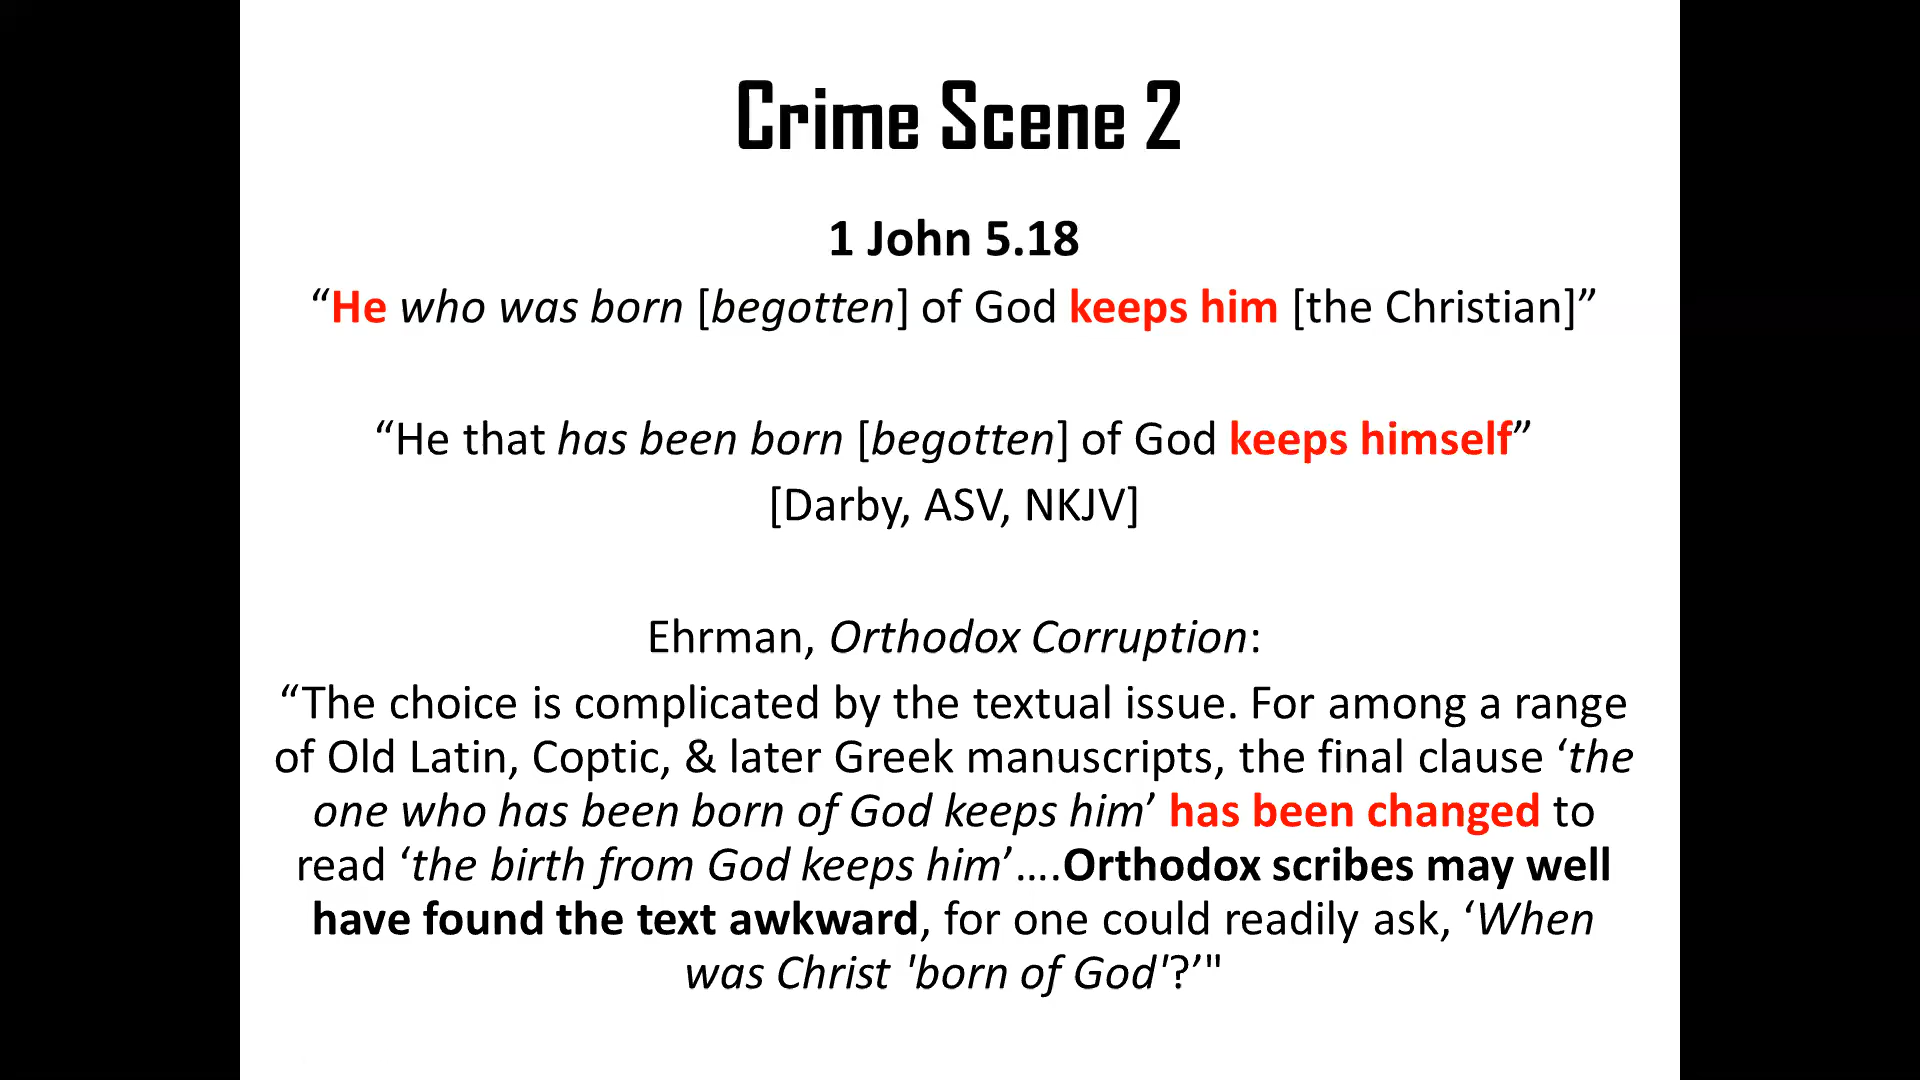 Crime Scene 2
1 John 5.18
“He who was born [begotten] of God keeps him [the Christian]”
“He that has been born [begotten] of God keeps himself”
[Darby, ASV, NKJV]
Ehrman, Orthodox Corruption:
“The choice is complicated by the textual issue. For among a range
of Old Latin, Coptic, & later Greek manuscripts, the final clause ‘the
one who has been born of God keeps him’ has been changed to
read ‘the birth from God keeps him’….Orthodox scribes may well
have found the text awkward, for one could readily ask, ‘When
was Christ 'born of God'?’"